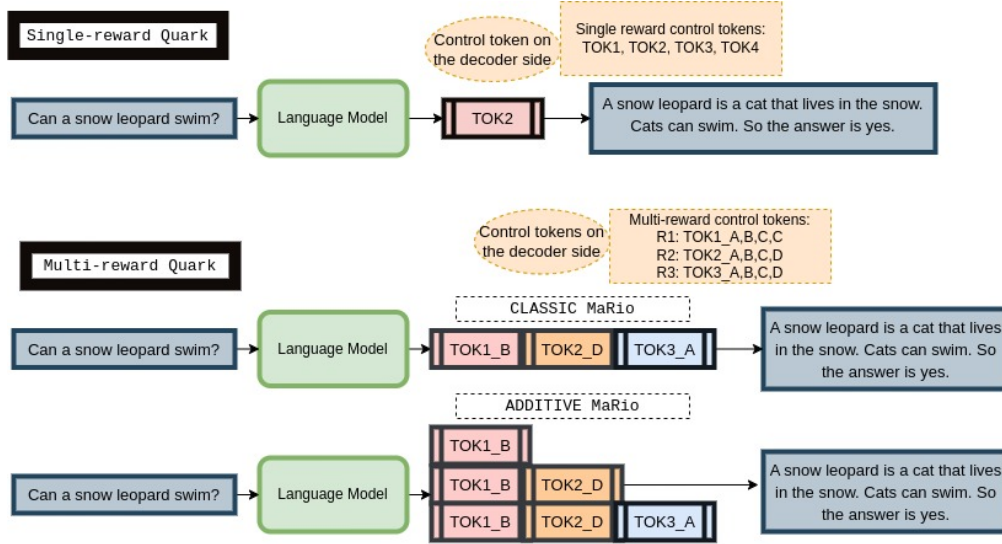 Single-reward Quark
Control token on
the decoder side
Single reward control tokens:
TOK1, TOK2, TOK3, TOK4
Can a snow leopard swim?
Language Model
TOK2
A snow leopard is a cat that lives in the snow.
Cats can swim. So the answer is yes.
Multi-reward Quark
Control tokens on
the decoder side
Multi-reward control tokens:
R1: TOK1_A,B,C,C
R2: TOK2_A,B,C,D
R3: TOK3_A,B,C,D
CLASSIC MaRio
Can a snow leopard swim?
Language Model
TOK1_B
TOK2_D
TOK3_A
A snow leopard is a cat that lives
in the snow. Cats can swim. So
the answer is yes.
ADDITIVE MaRio
Can a snow leopard swim?
Language Model
TOK1_B
TOK1_B
TOK2_D
TOK1_B
TOK2_D
TOK3_A
A snow leopard is a cat that lives
in the snow. Cats can swim. So
the answer is yes.